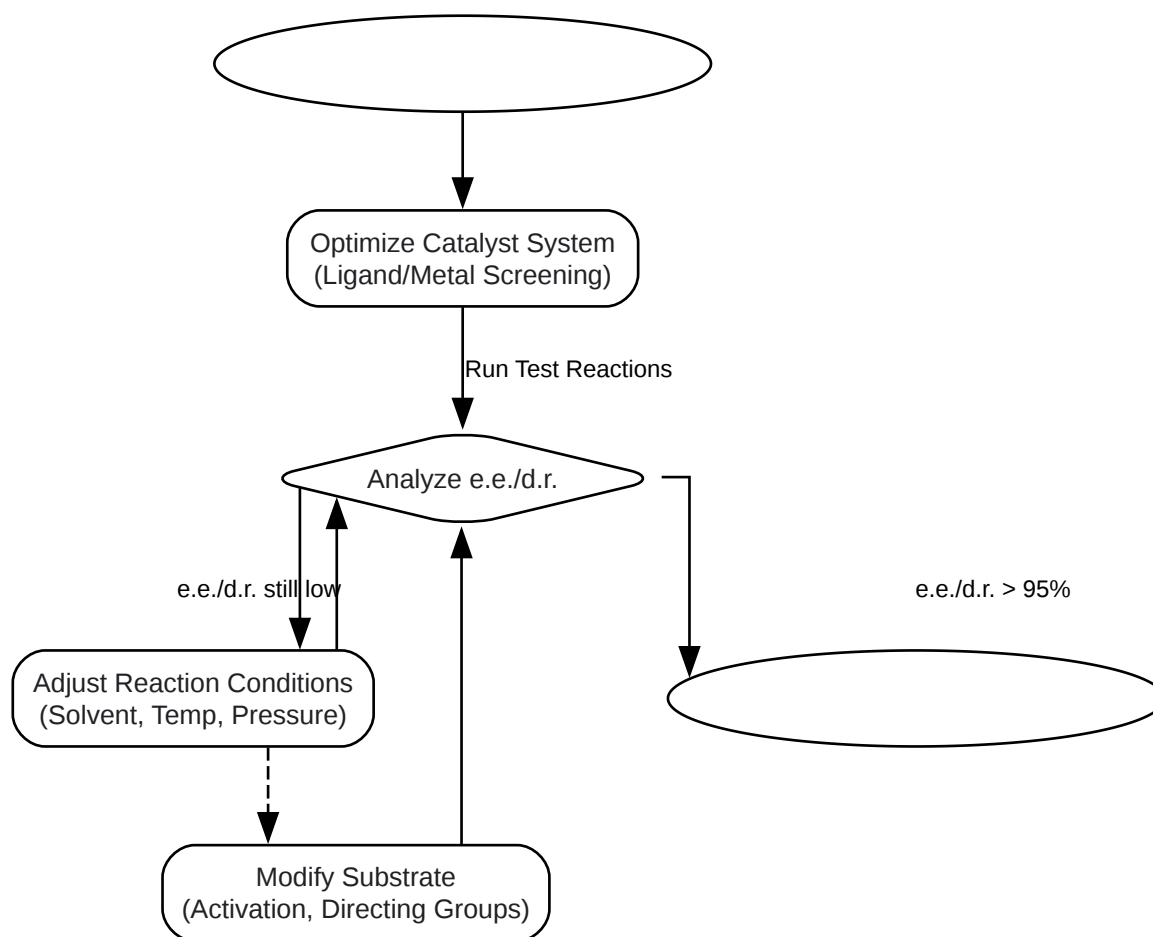 Optimize Catalyst System
(Ligand/Metal Screening)
Run Test Reactions
Analyze e.e./d.r.
e.e./d.r. still low
e.e./d.r. > 95%
Adjust Reaction Conditions
(Solvent, Temp, Pressure)
Modify Substrate
(Activation, Directing Groups)